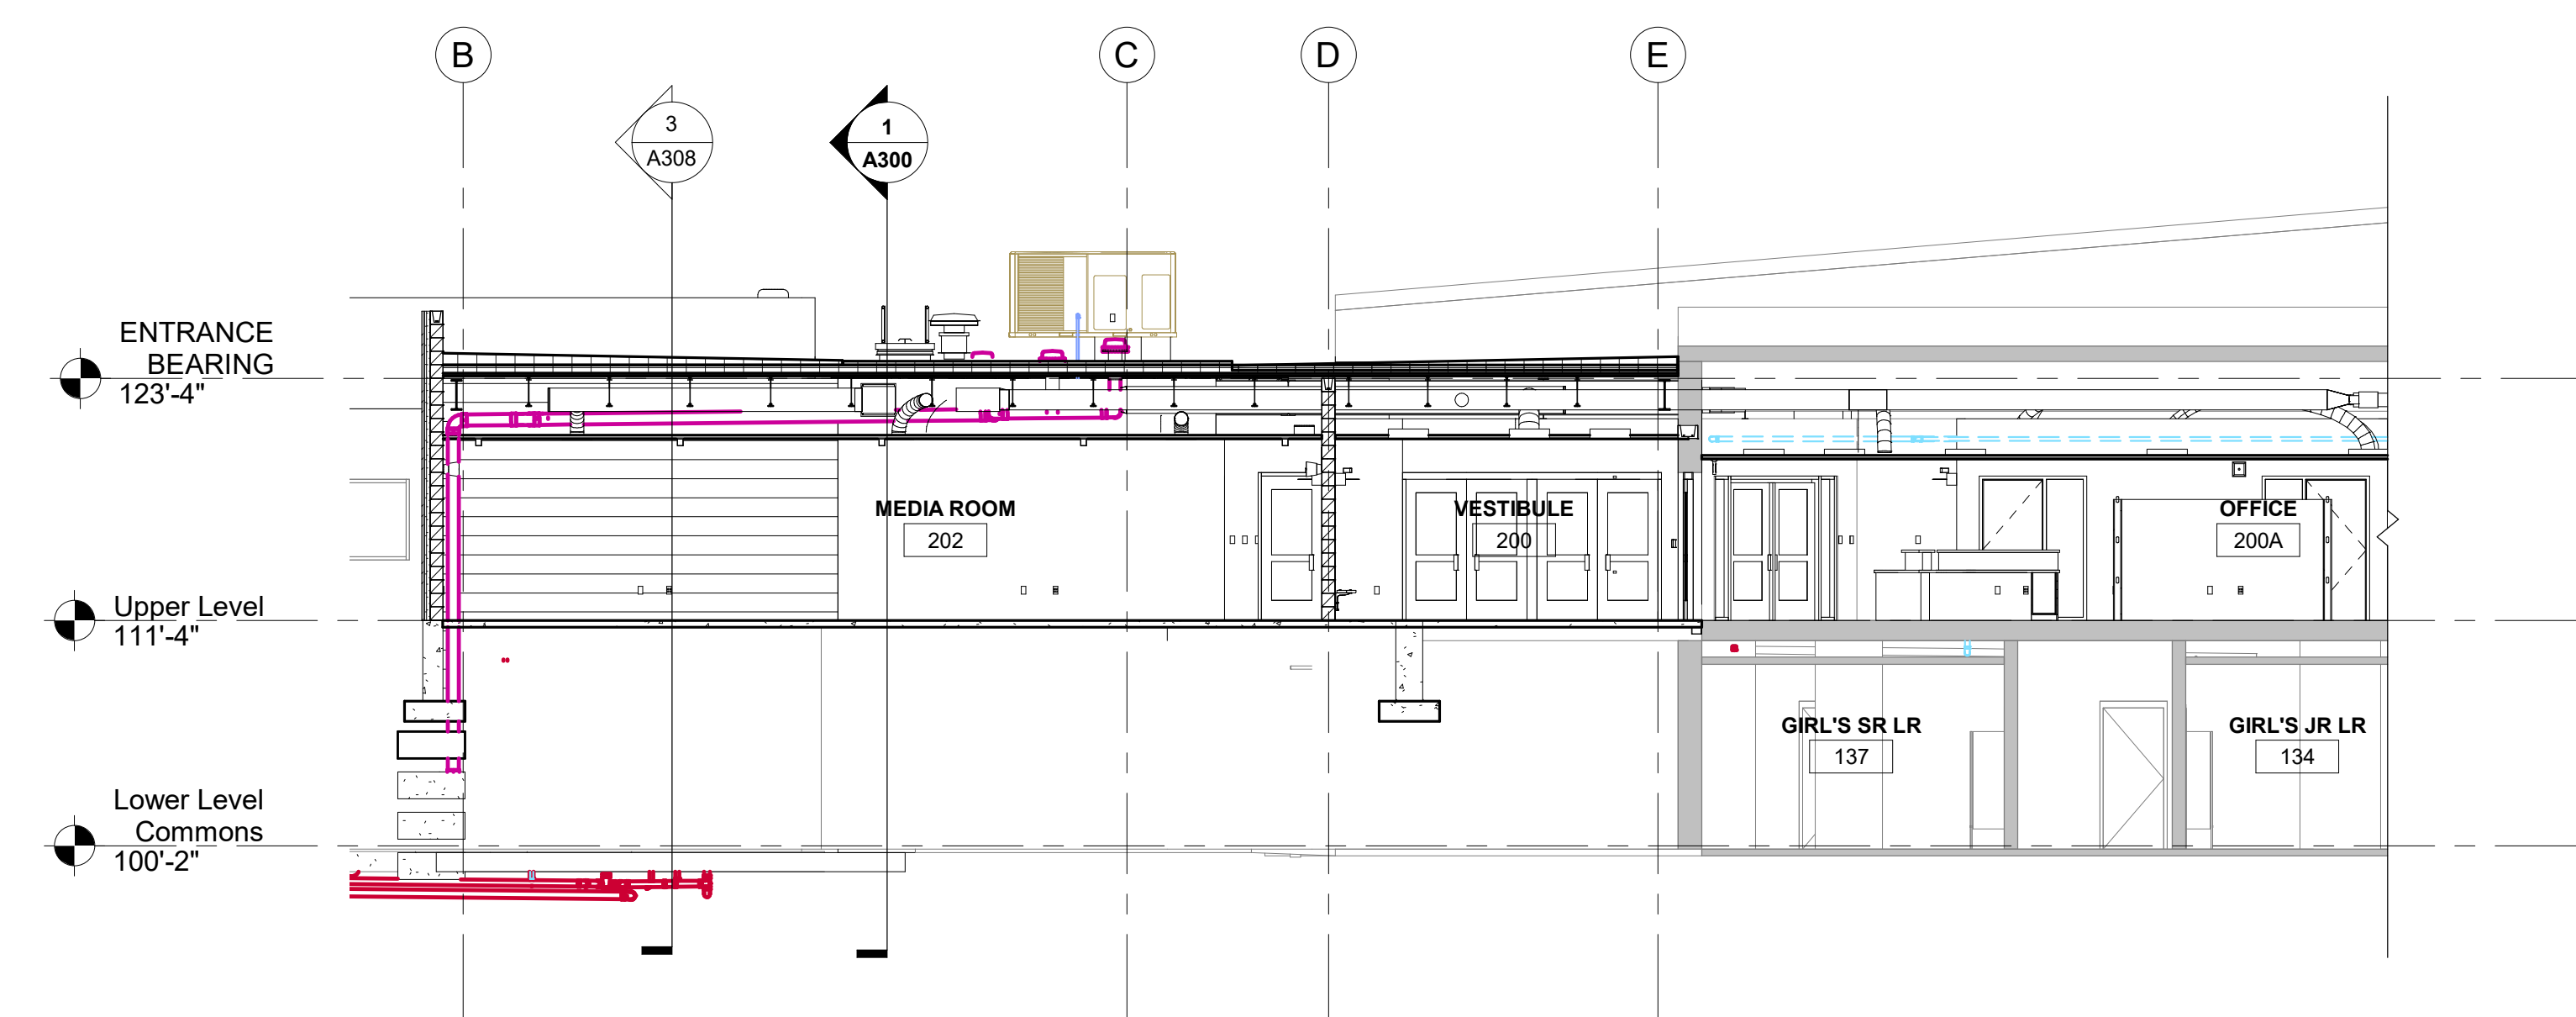 B
C
D
E
3
A308
1
A300
ENTRANCE
BEARING
123'-4"
MEDIA ROOM
202
VESTIBULE
200
OFFICE
200A
Upper Level
111'-4"
GIRL'S SR LR
137
GIRL'S JR LR
134
Lower Level
Commons
100'-2"